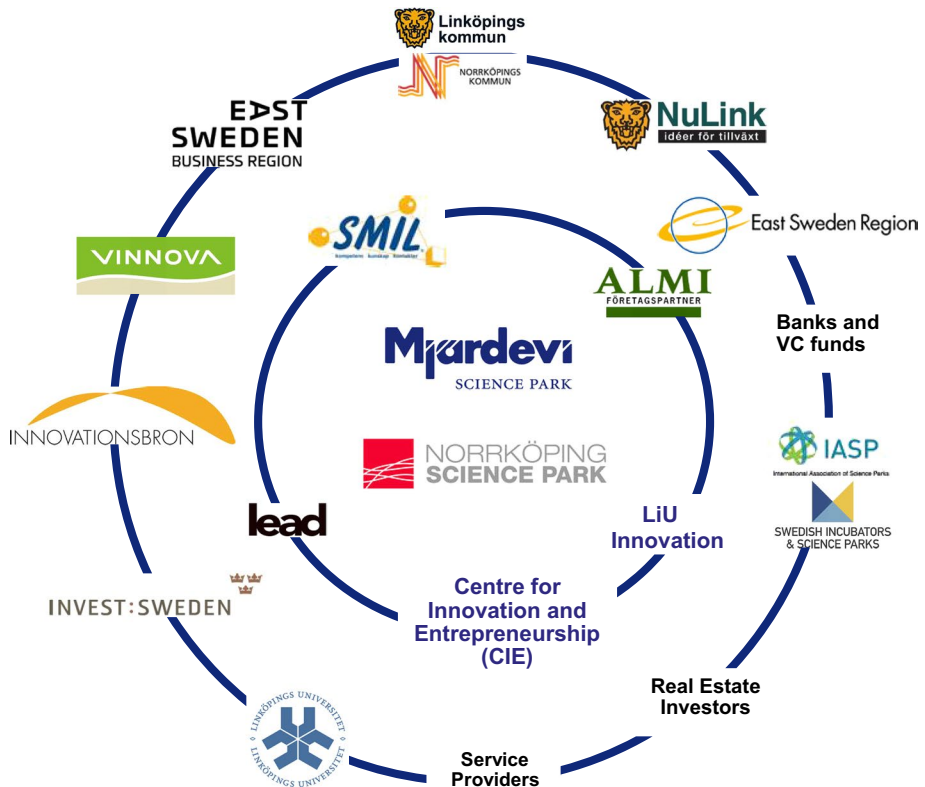 Linköpings
kommun
NORRKÖPINGS
KOMMUN
EAST
SWEDEN
BUSINESS REGION
NuLink
idéer för tillväxt
SMIL
kompetens kunskap kontakter
East Sweden Region
VINNOVA
ALMI
FÖRETAGSPARTNER
Banks and
VC funds
Mjärdevi
SCIENCE PARK
INNOVATIONSBRON
NORRKÖPING
SCIENCE PARK
IASP
International Association of Science Parks
lead
LiU
Innovation
SWEDISH INCUBATORS
& SCIENCE PARKS
INVEST:SWEDEN
Centre for
Innovation and
Entrepreneurship
(CIE)
Real Estate
Investors
LINKÖPINGS UNIVERSITET
LINKÖPINGS UNIVERSITET
Service
Providers